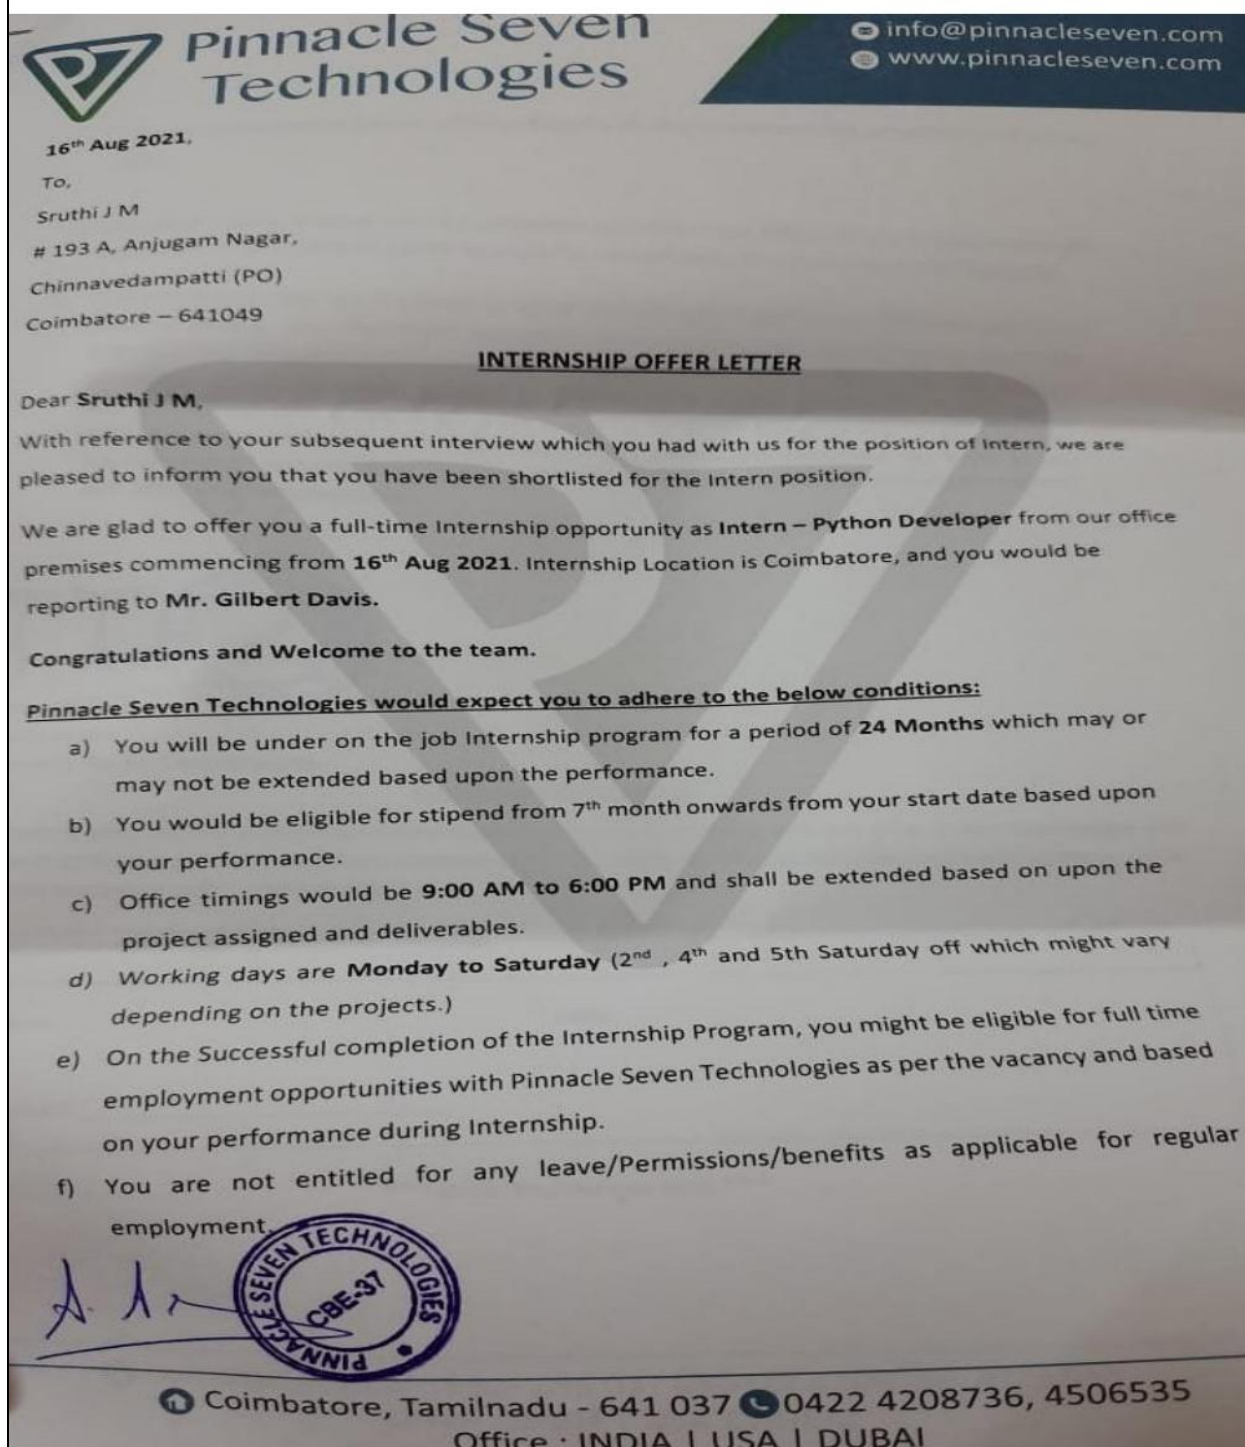 Pinnacle Seven
Technologies
info@pinnacleseven.com
www.pinnacleseven.com
16th Aug 2021,
To,
Sruthi J M
# 193 A, Anjugam Nagar,
Chinnavedampatti (PO)
Coimbatore – 641049
INTERNSHIP OFFER LETTER
Dear Sruthi J M,
With reference to your subsequent interview which you had with us for the position of Intern, we are
pleased to inform you that you have been shortlisted for the Intern position.
We are glad to offer you a full-time Internship opportunity as Intern – Python Developer from our office
premises commencing from 16th Aug 2021. Internship Location is Coimbatore, and you would be
reporting to Mr. Gilbert Davis.
Congratulations and Welcome to the team.
Pinnacle Seven Technologies would expect you to adhere to the below conditions:
a) You will be under on the job Internship program for a period of 24 Months which may or
may not be extended based upon the performance.
b) You would be eligible for stipend from 7th month onwards from your start date based upon
your performance.
c) Office timings would be 9:00 AM to 6:00 PM and shall be extended based on upon the
project assigned and deliverables.
d) Working days are Monday to Saturday (2nd , 4th and 5th Saturday off which might vary
depending on the projects.)
e) On the Successful completion of the Internship Program, you might be eligible for full time
employment opportunities with Pinnacle Seven Technologies as per the vacancy and based
on your performance during Internship.
f) You are not entitled for any leave/Permissions/benefits as applicable for regular
employment.
PINNACLE SEVEN TECHNOLOGIES
CBE-37
Coimbatore, Tamilnadu - 641 037 0422 4208736, 4506535
Office : INDIA | USA | DUBAI